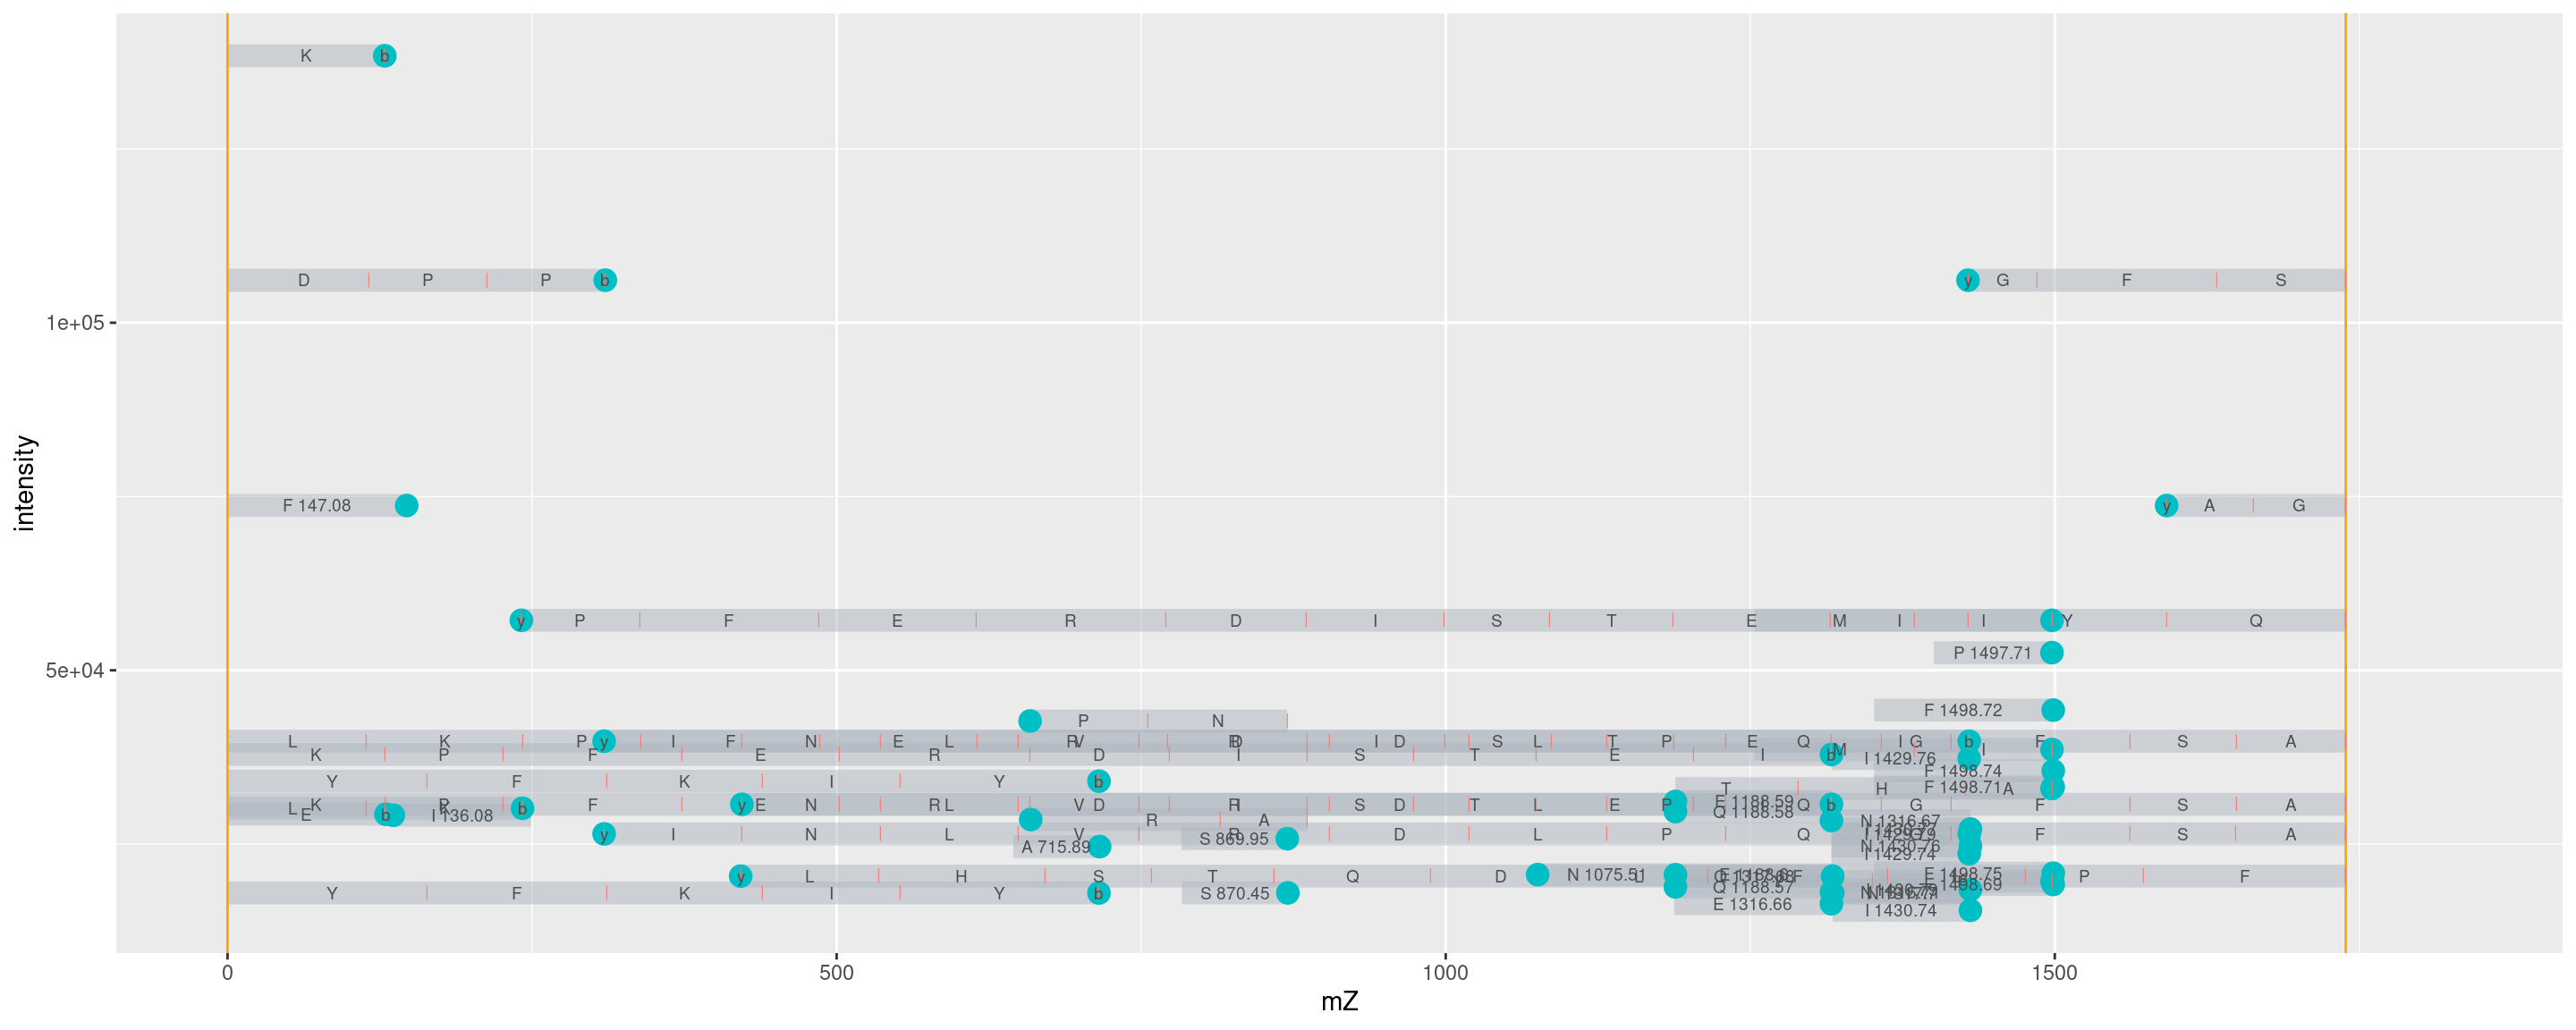 K b
D P P b y G F S
1e+05
F 147.08 y A G
intensity
y P F E R D I S T E M I I Y Q
P 1497.71
5e+04
F 1498.72
P N
L K P y I F N E L V D I D S L T P E Q I G b F S A
K P F E R D I S T E I b M I
I 1429.76
F 1498.74
Y F K I Y b
T H A
F 1498.71
K P F y E N R L V D S D T L E P Q b G F S A
E 1188.59
Q 1188.58
L E b I 136.08 b
R A
N 1316.67
y I N L V R D L P Q F S A
S 869.95
A 715.89
N 1430.76
I 1429.74
y L H S T Q D N 1075.51 P F
F 1498.75
1498.69
Q 1188.57
Y F K I Y b S 870.45
E 1316.66
I 1430.74
0 500 1000 1500
mZ